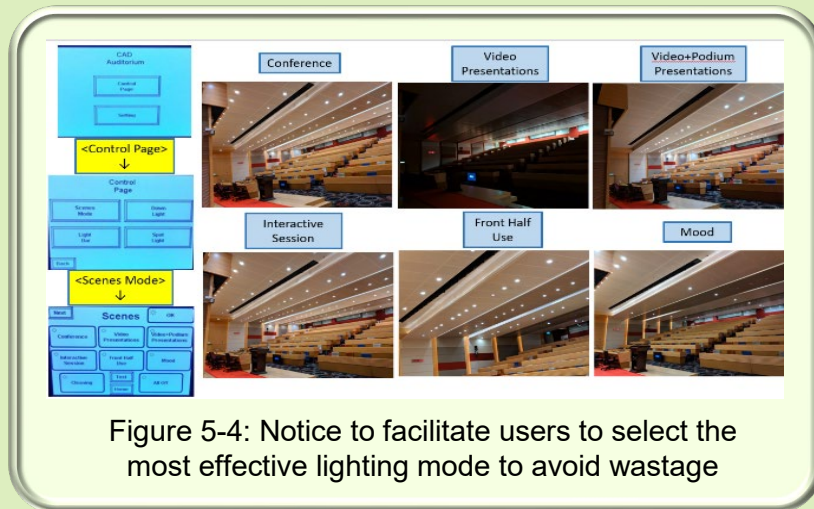 CAD
Auditorium
Control
Page
Setting
<Control Page>
↓
Control
Page
Scenes
Mode
Down
Light
Light
Bar
Spot
Light
Back
<Scenes Mode>
↓
Next
Scenes
Conference
Video
Presentations
Video+Podium
Presentations
Interactive
Session
Front Half
Use
Mood
Cleaning
All Off
Conference
Video
Presentations
Video+Podium
Presentations
Interactive
Session
Front Half
Use
Mood
Figure 5-4: Notice to facilitate users to select the
most effective lighting mode to avoid wastage